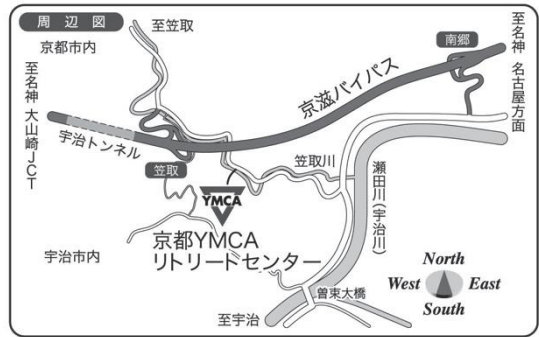 周辺図
至笠取
京都市内
至名神 大山崎JCT
宇治トンネル
笠取
京滋バイパス
南郷
至名神 名古屋方面
笠取川
瀬田川(宇治川)
YMCA
京都YMCA
リトリートセンター
宇治市内
曽束大橋
至宇治
North
West East
South